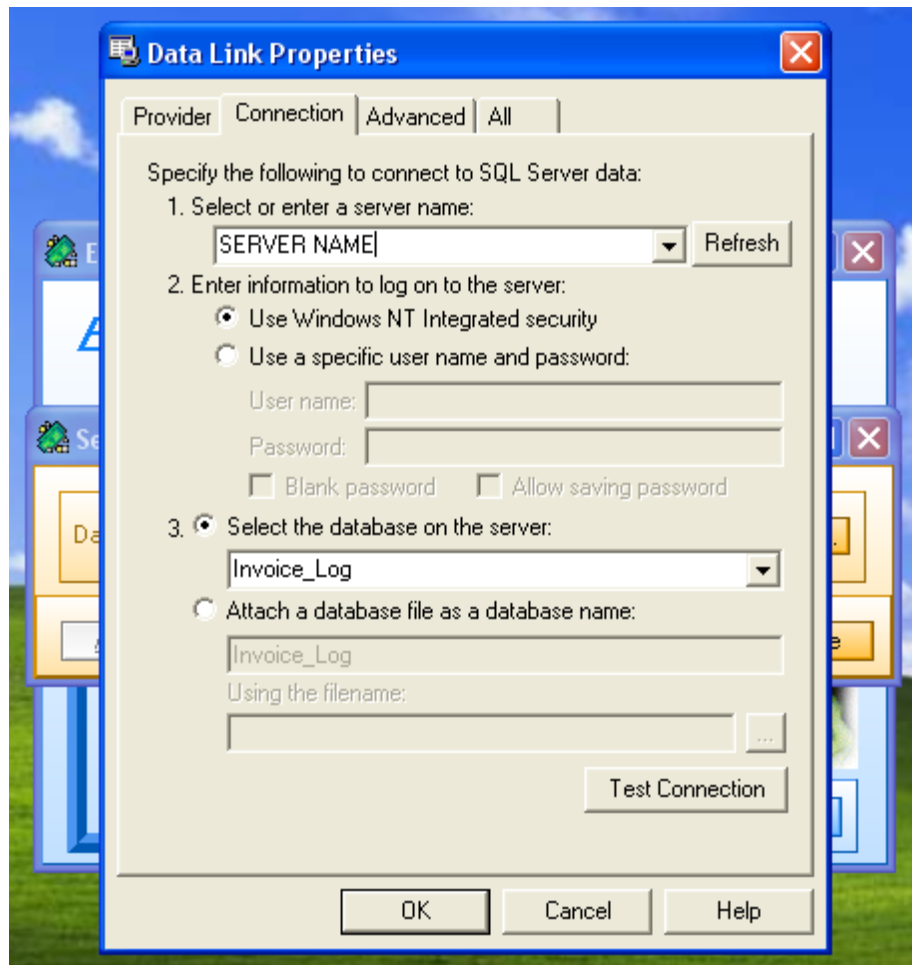 Data Link Properties
Provider Connection Advanced All
Specify the following to connect to SQL Server data:
1. Select or enter a server name:
SERVER NAME Refresh
2. Enter information to log on to the server:
Use Windows NT Integrated security
Use a specific user name and password:
User name:
Password:
Blank password Allow saving password
3. Select the database on the server:
Invoice_Log
Attach a database file as a database name:
Invoice_Log
Using the filename:
...
Test Connection
OK Cancel Help